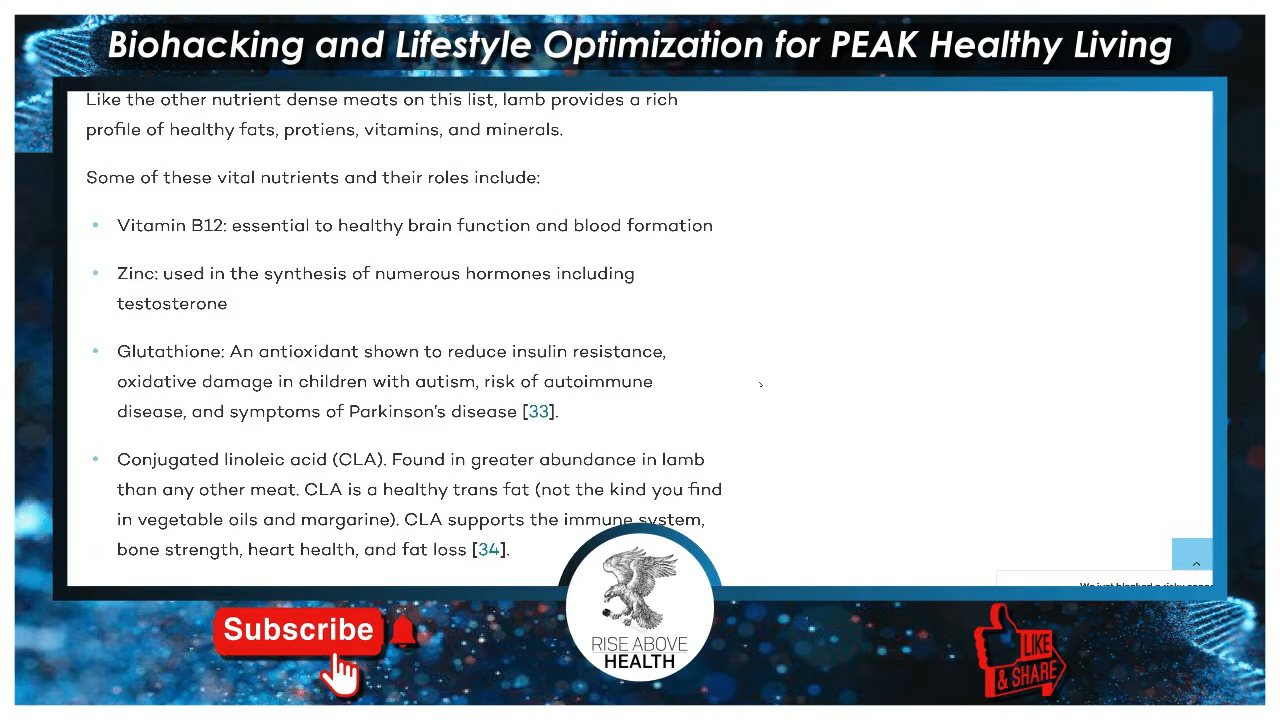 Biohacking and Lifestyle Optimization for PEAK Healthy Living
Like the other nutrient dense meats on this list, lamb provides a rich
profile of healthy fats, protiens, vitamins, and minerals.
Some of these vital nutrients and their roles include:
Vitamin B12: essential to healthy brain function and blood formation
Zinc: used in the synthesis of numerous hormones including
testosterone
Glutathione: An antioxidant shown to reduce insulin resistance,
oxidative damage in children with autism, risk of autoimmune
disease, and symptoms of Parkinson's disease [33].
Conjugated linoleic acid (CLA). Found in greater abundance in lamb
than any other meat. CLA is a healthy trans fat (not the kind you find
in vegetable oils and margarine). CLA supports the immune system,
bone strength, heart health, and fat loss [34].
We just blocked a risky
Subscribe
RISE ABOVE
HEALTH
LIKE
& SHARE